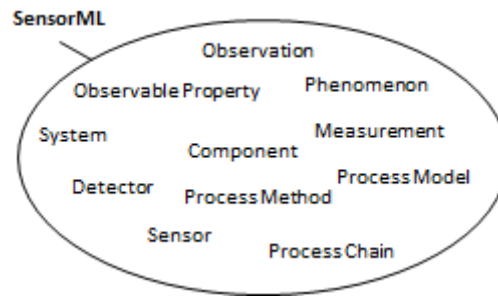 SensorML
Observation
Observable Property
Phenomenon
System
Measurement
Component
Detector
Process Method
Process Model
Sensor
Process Chain